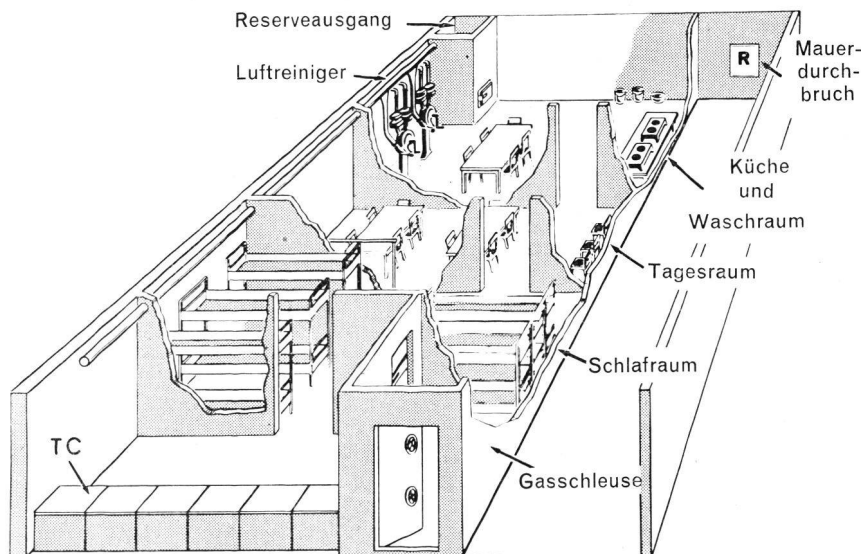 Reserveausgang
Luftreiniger
R
Mauer-
durch-
bruch
Küche
und
Waschraum
Tagesraum
Schlafraum
Gasschleuse
TC